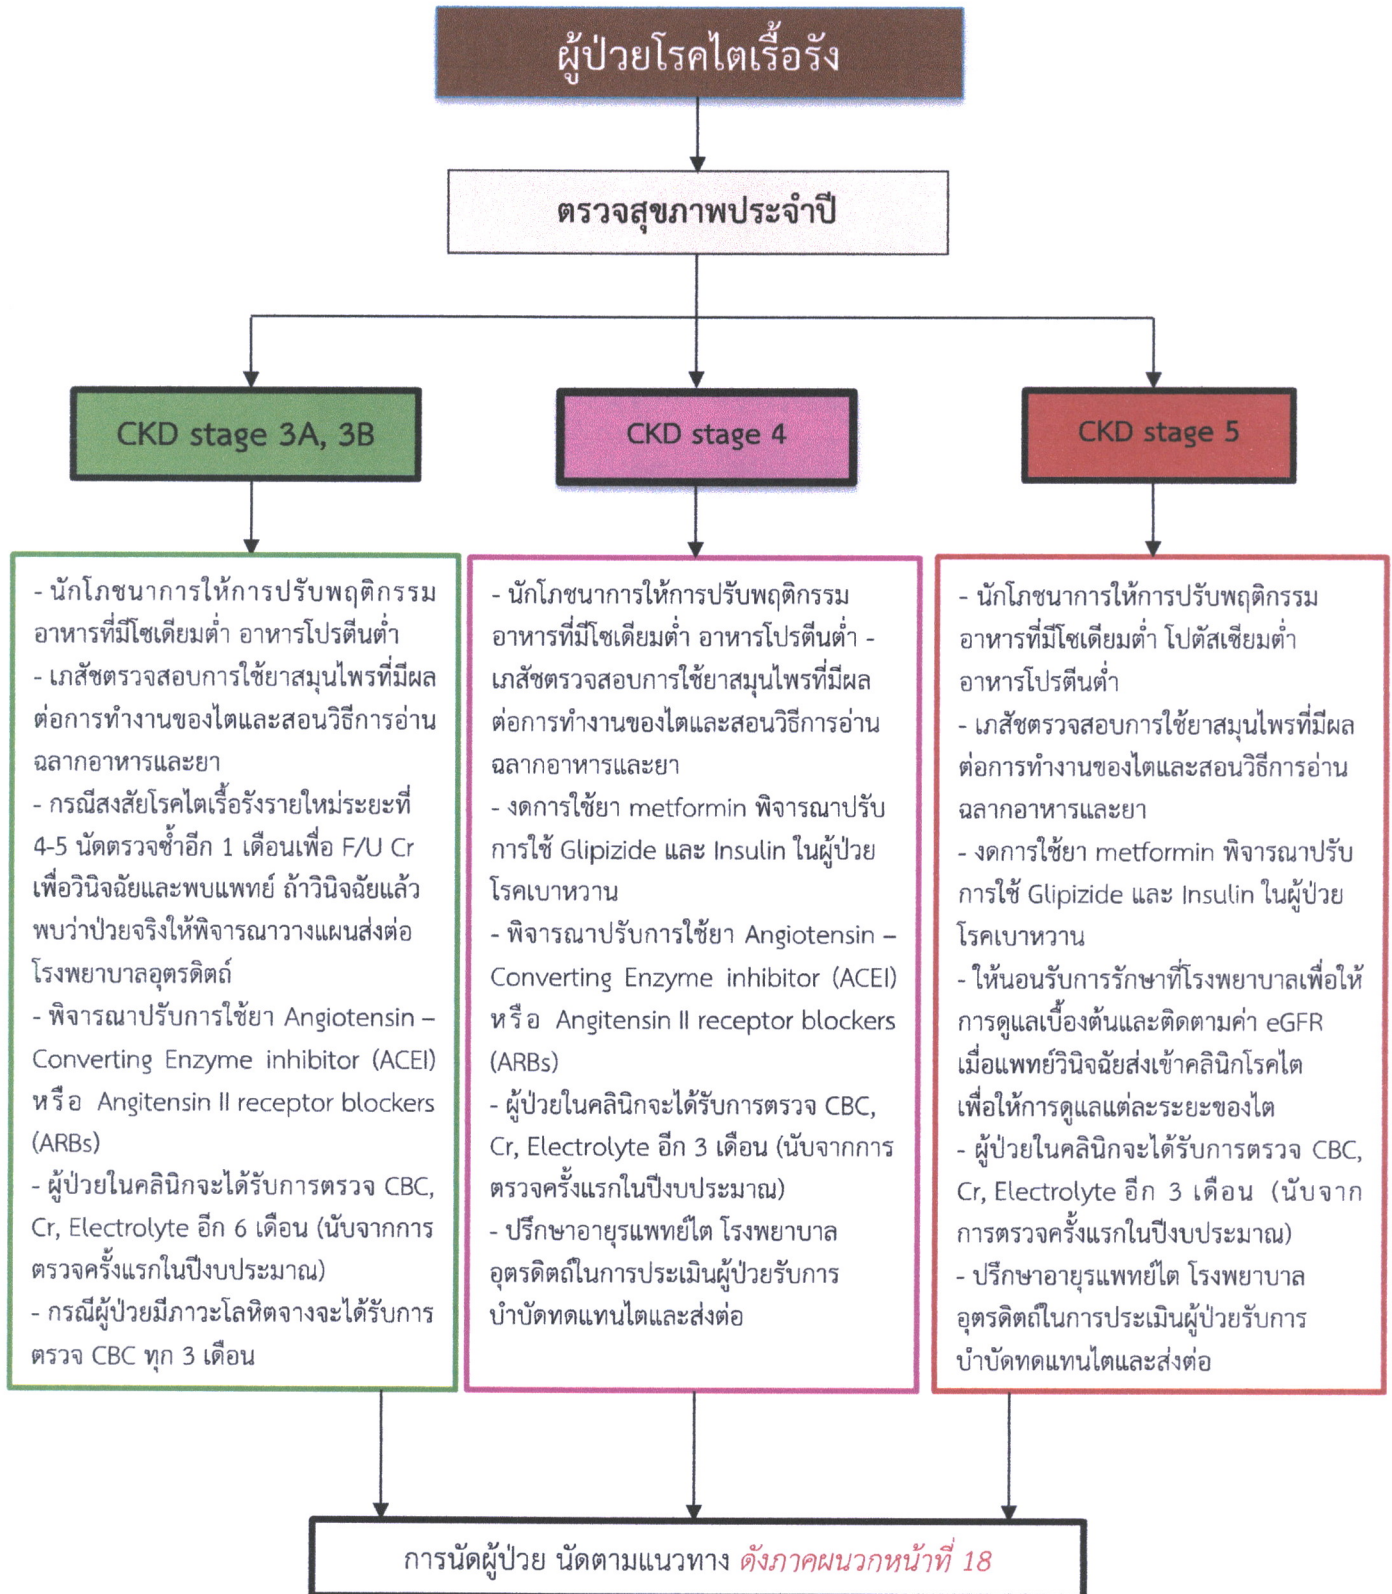 ผู้ป่วยโรคไตเรื้อรัง
ตรวจสุขภาพประจำปี
CKD stage 3A, 3B
CKD stage 4
CKD stage 5
- นักโภชนาการให้การปรับพฤติกรรม
อาหารที่มีโซเดียมต่ำ อาหารโปรตีนต่ำ
- เภสัชตรวจสอบการใช้ยาสมุนไพรที่มีผล
ต่อการทำงานของไตและสอนวิธีการอ่าน
ฉลากอาหารและยา
- กรณีสงสัยโรคไตเรื้อรังรายใหม่ระยะที่
4-5 นัดตรวจซ้ำอีก 1 เดือนเพื่อ F/U Cr
เพื่อวินิจฉัยและพบแพทย์ ถ้าวินิจฉัยแล้ว
พบว่าป่วยจริงให้พิจารณาวางแผนส่งต่อ
โรงพยาบาลอุตรดิตถ์
- พิจารณาปรับการใช้ยา Angiotensin –
Converting Enzyme inhibitor (ACEI)
หรือ Angitensin II receptor blockers
(ARBs)
- ผู้ป่วยในคลินิกจะได้รับการตรวจ CBC,
Cr, Electrolyte อีก 6 เดือน (นับจากการ
ตรวจครั้งแรกในปีงบประมาณ)
- กรณีผู้ป่วยมีภาวะโลหิตจางจะได้รับการ
ตรวจ CBC ทุก 3 เดือน
- นักโภชนาการให้การปรับพฤติกรรม
อาหารที่มีโซเดียมต่ำ อาหารโปรตีนต่ำ -
เภสัชตรวจสอบการใช้ยาสมุนไพรที่มีผล
ต่อการทำงานของไตและสอนวิธีการอ่าน
ฉลากอาหารและยา
- งดการใช้ยา metformin พิจารณาปรับ
การใช้ Glipizide และ Insulin ในผู้ป่วย
โรคเบาหวาน
- พิจารณาปรับการใช้ยา Angiotensin –
Converting Enzyme inhibitor (ACEI)
หรือ Angitensin II receptor blockers
(ARBs)
- ผู้ป่วยในคลินิกจะได้รับการตรวจ CBC,
Cr, Electrolyte อีก 3 เดือน (นับจากการ
ตรวจครั้งแรกในปีงบประมาณ)
- ปรึกษาอายุรแพทย์ไต โรงพยาบาล
อุตรดิตถ์ในการประเมินผู้ป่วยรับการ
บำบัดทดแทนไตและส่งต่อ
- นักโภชนาการให้การปรับพฤติกรรม
อาหารที่มีโซเดียมต่ำ โปตัสเซียมต่ำ
อาหารโปรตีนต่ำ
- เภสัชตรวจสอบการใช้ยาสมุนไพรที่มีผล
ต่อการทำงานของไตและสอนวิธีการอ่าน
ฉลากอาหารและยา
- งดการใช้ยา metformin พิจารณาปรับ
การใช้ Glipizide และ Insulin ในผู้ป่วย
โรคเบาหวาน
- ให้นอนรับการรักษาที่โรงพยาบาลเพื่อให้
การดูแลเบื้องต้นและติดตามค่า eGFR
เมื่อแพทย์วินิจฉัยส่งเข้าคลินิกโรคไต
เพื่อให้การดูแลแต่ละระยะของไต
- ผู้ป่วยในคลินิกจะได้รับการตรวจ CBC,
Cr, Electrolyte อีก 3 เดือน (นับจาก
การตรวจครั้งแรกในปีงบประมาณ)
- ปรึกษาอายุรแพทย์ไต โรงพยาบาล
อุตรดิตถ์ในการประเมินผู้ป่วยรับการ
บำบัดทดแทนไตและส่งต่อ
การนัดผู้ป่วย นัดตามแนวทาง ดังภาคผนวกหน้าที่ 18